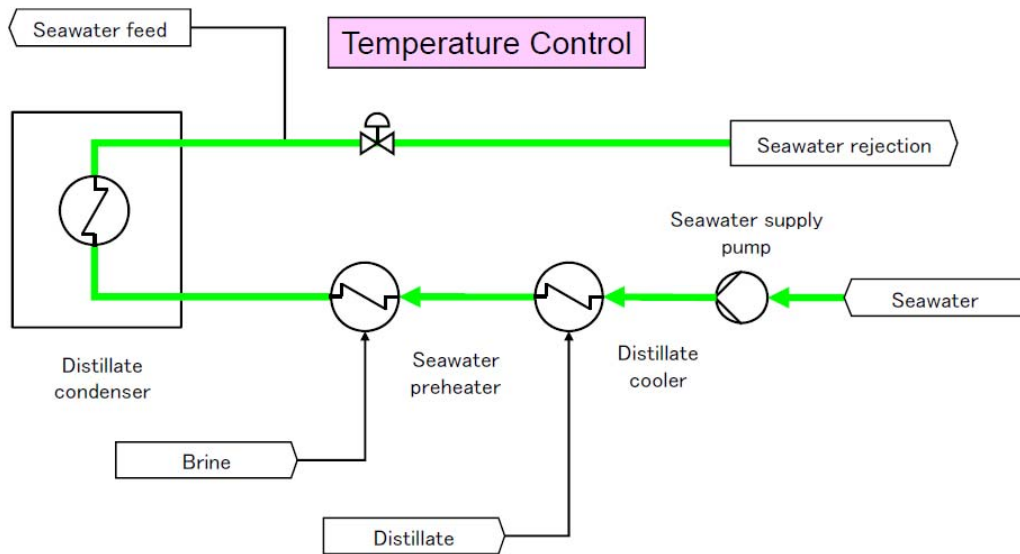 Seawater feed
Temperature Control
Seawater rejection
Seawater supply
pump
Seawater
Distillate
condenser
Seawater
preheater
Distillate
cooler
Brine
Distillate